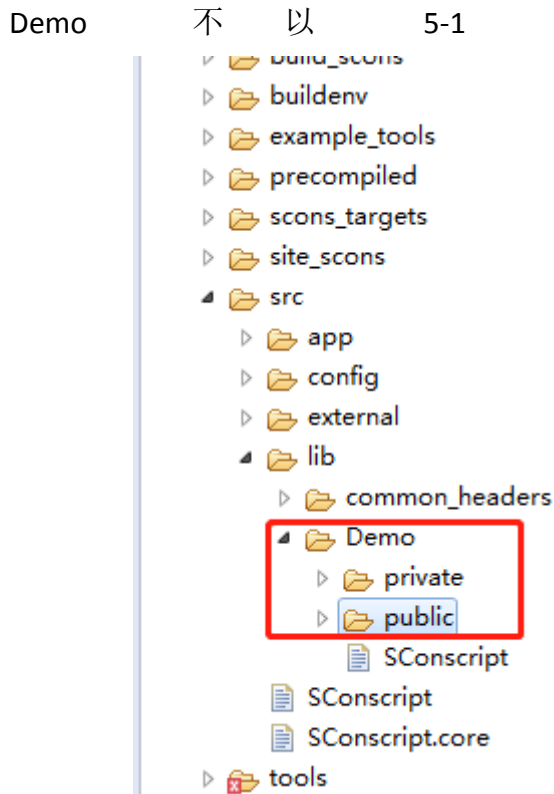 Demo 不 以 5-1
build_scons
buildenv
example_tools
precompiled
scons_targets
site_scons
src
app
config
external
lib
common_headers
Demo
private
public
SConscript
SConscript
SConscript.core
tools